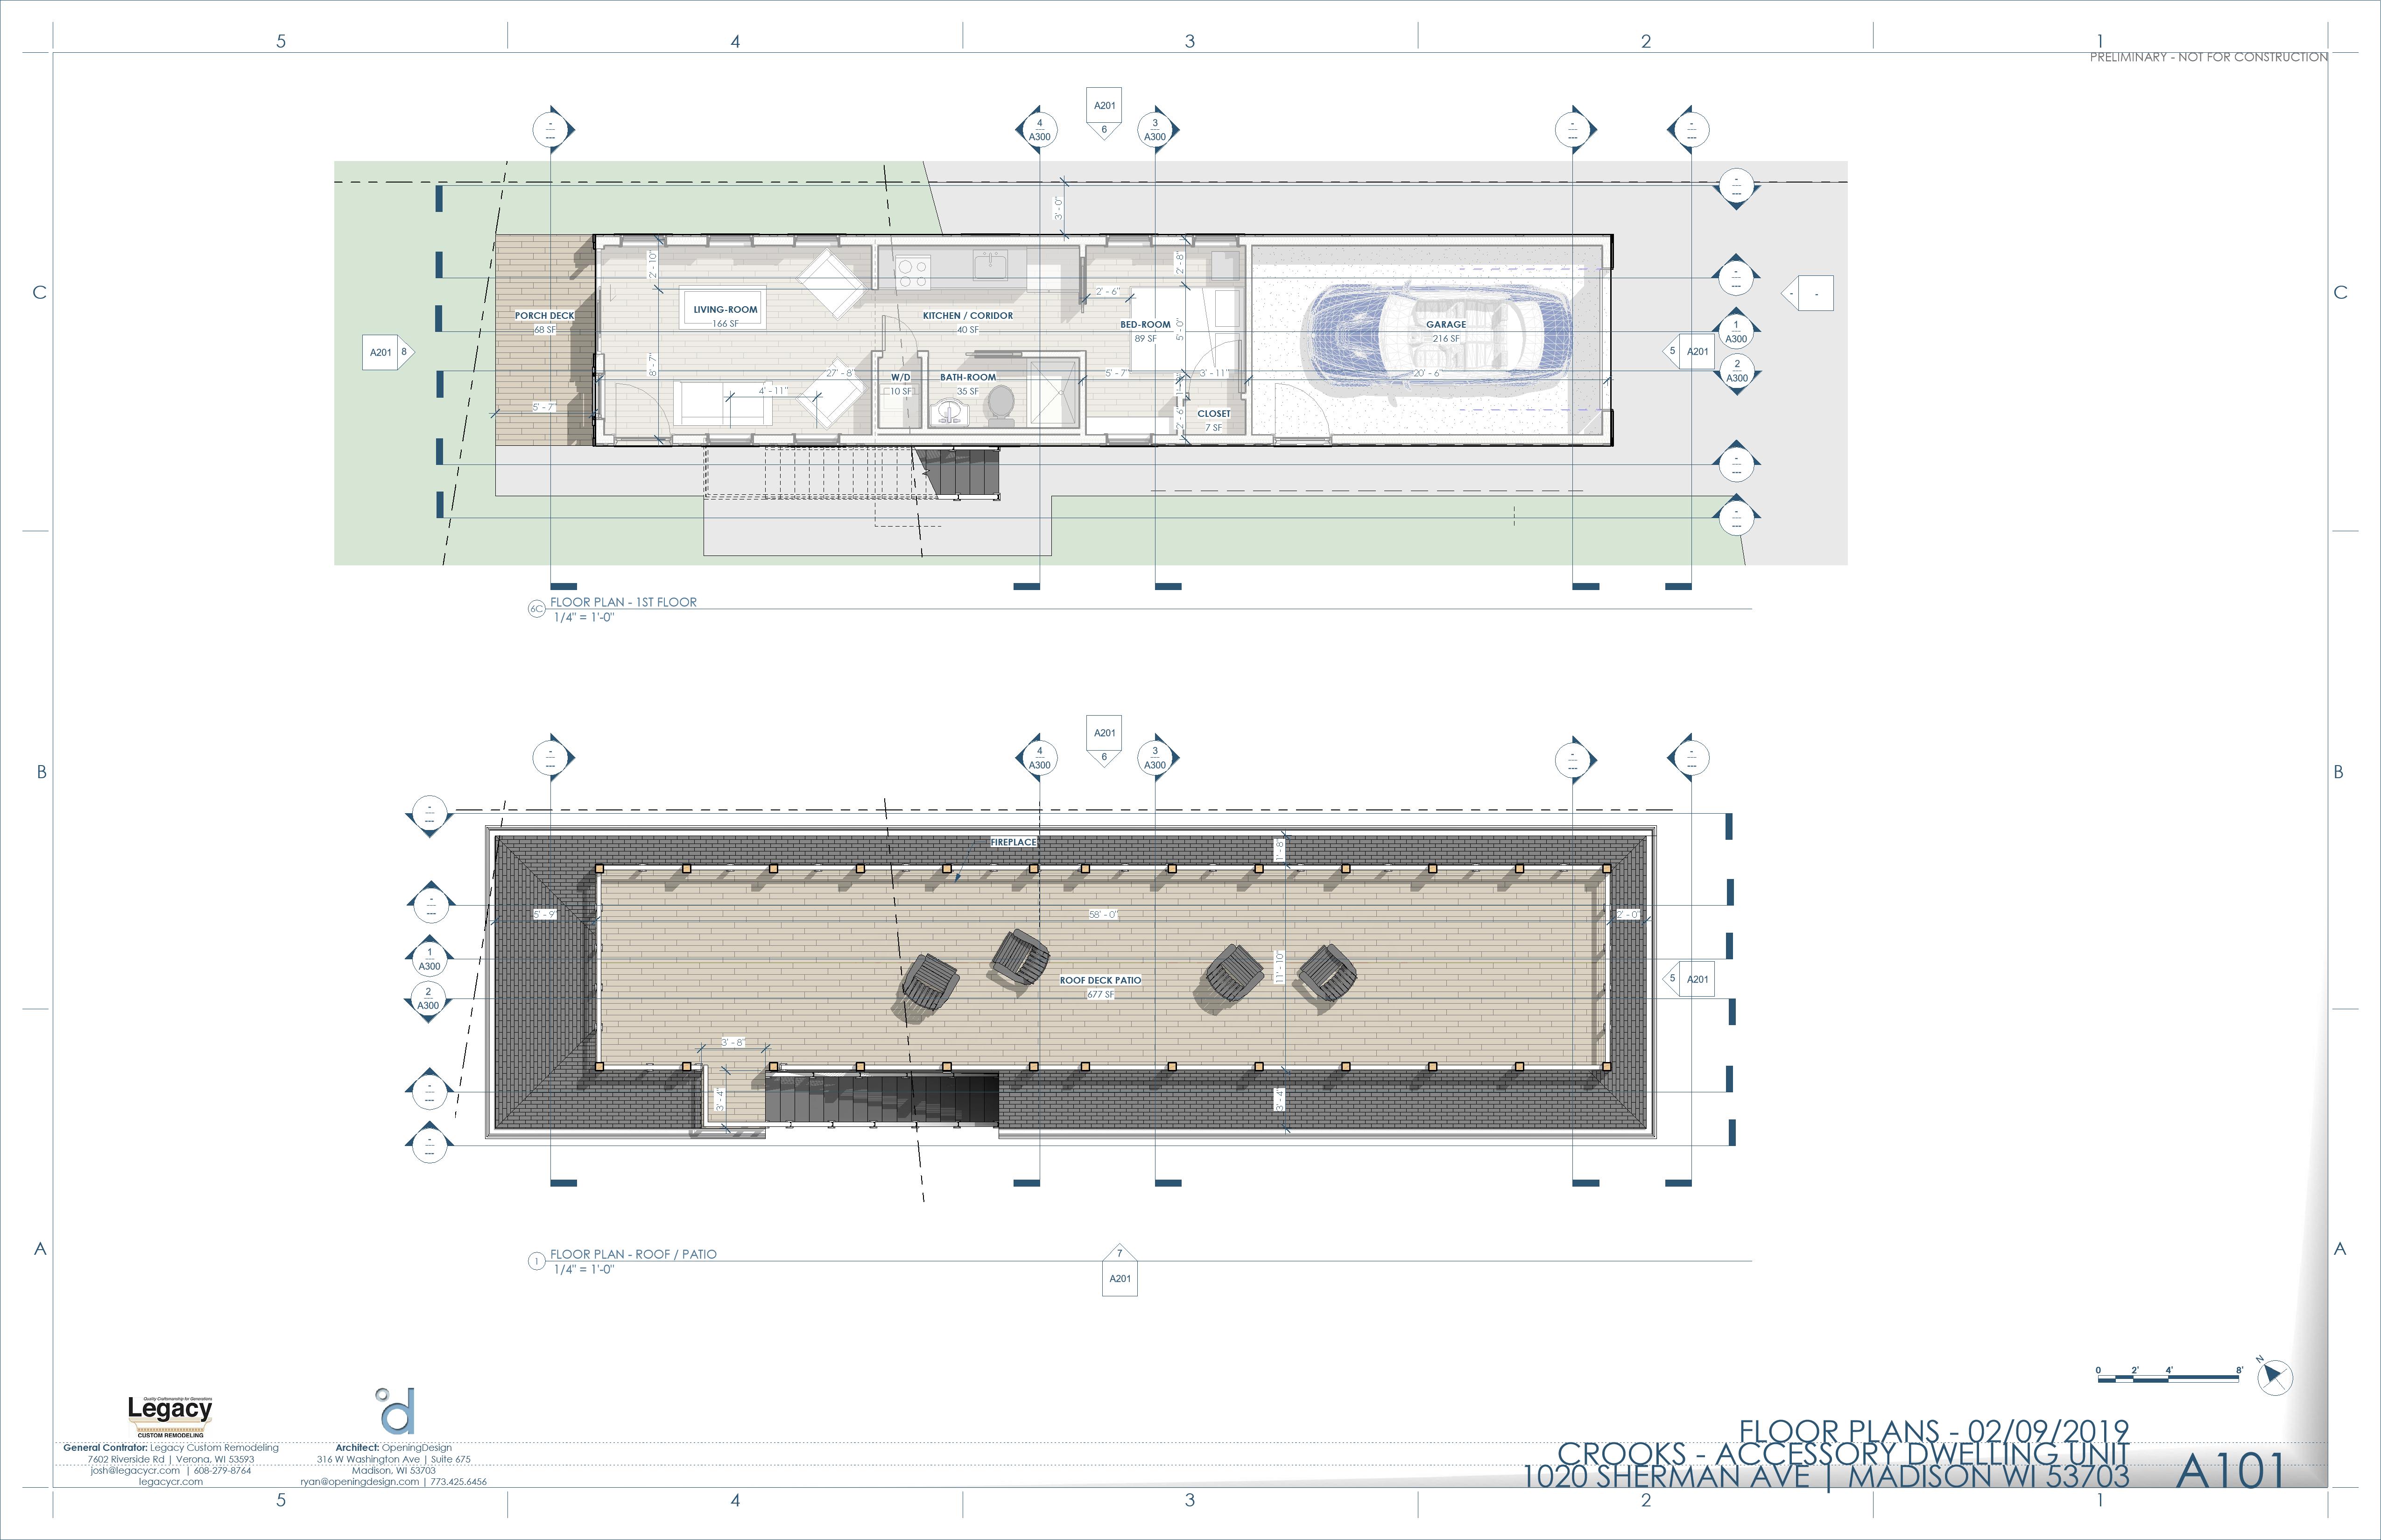 5 4 3 2 1
PRELIMINARY - NOT FOR CONSTRUCTION
A201
6
-
---
4
A300
3
A300
-
---
-
---
-
---
3' - 0"
C
C
2' - 10"
2' - 8"
-
---
-
-
2' - 6"
LIVING-ROOM
166 SF
PORCH DECK
68 SF
KITCHEN / CORIDOR
40 SF
BED-ROOM
89 SF
5' - 0"
GARAGE
216 SF
1
A300
A201
8
5
A201
2
A300
8' - 7"
27' - 8"
W/D
10 SF
BATH-ROOM
35 SF
5' - 7"
3' - 11"
20' - 6"
4' - 11"
5' - 7"
2' - 6"
CLOSET
7 SF
-
---
-
---
6C
FLOOR PLAN - 1ST FLOOR
1/4" = 1'-0"
A201
6
-
---
4
A300
3
A300
-
---
-
---
B
B
-
---
FIREPLACE
1' - 8"
-
---
5' - 9"
58' - 0"
2' - 0"
1
A300
11' - 10"
ROOF DECK PATIO
677 SF
5
A201
2
A300
3' - 8"
3' - 4"
3' - 4"
-
---
-
---
A
A
1
FLOOR PLAN - ROOF / PATIO
1/4" = 1'-0"
7
A201
0 2' 4' 8'
N
Quality Craftsmanship for Generations
Legacy
CUSTOM REMODELING
d
General Contrator: Legacy Custom Remodeling
7602 Riverside Rd | Verona, WI 53593
josh@legacycr.com | 608-279-8764
legacycr.com
Architect: OpeningDesign
316 W Washington Ave | Suite 675
Madison, WI 53703
ryan@openingdesign.com | 773.425.6456
FLOOR PLANS - 02/09/2019
CROOKS - ACCESSORY DWELLING UNIT
1020 SHERMAN AVE | MADISON WI 53703
A101
5 4 3 2 1